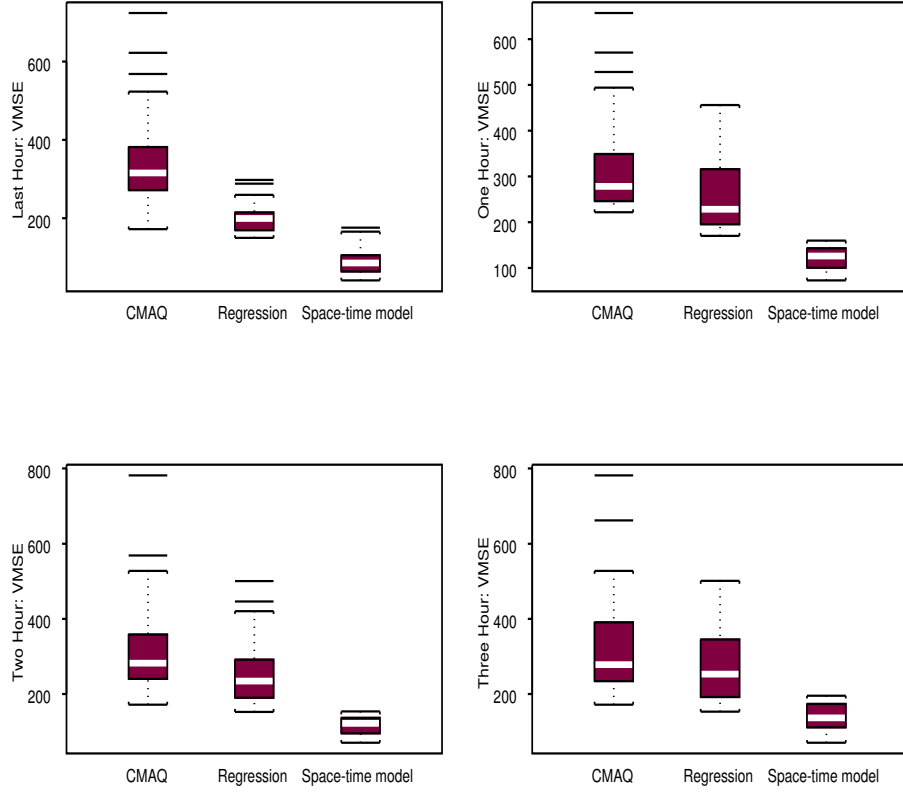 Last Hour: VMSE
600
400
200
CMAQ Regression Space-time model
One Hour: VMSE
600
500
400
300
200
100
CMAQ Regression Space-time model
Two Hour: VMSE
800
600
400
200
CMAQ Regression Space-time model
Three Hour: VMSE
800
600
400
200
CMAQ Regression Space-time model